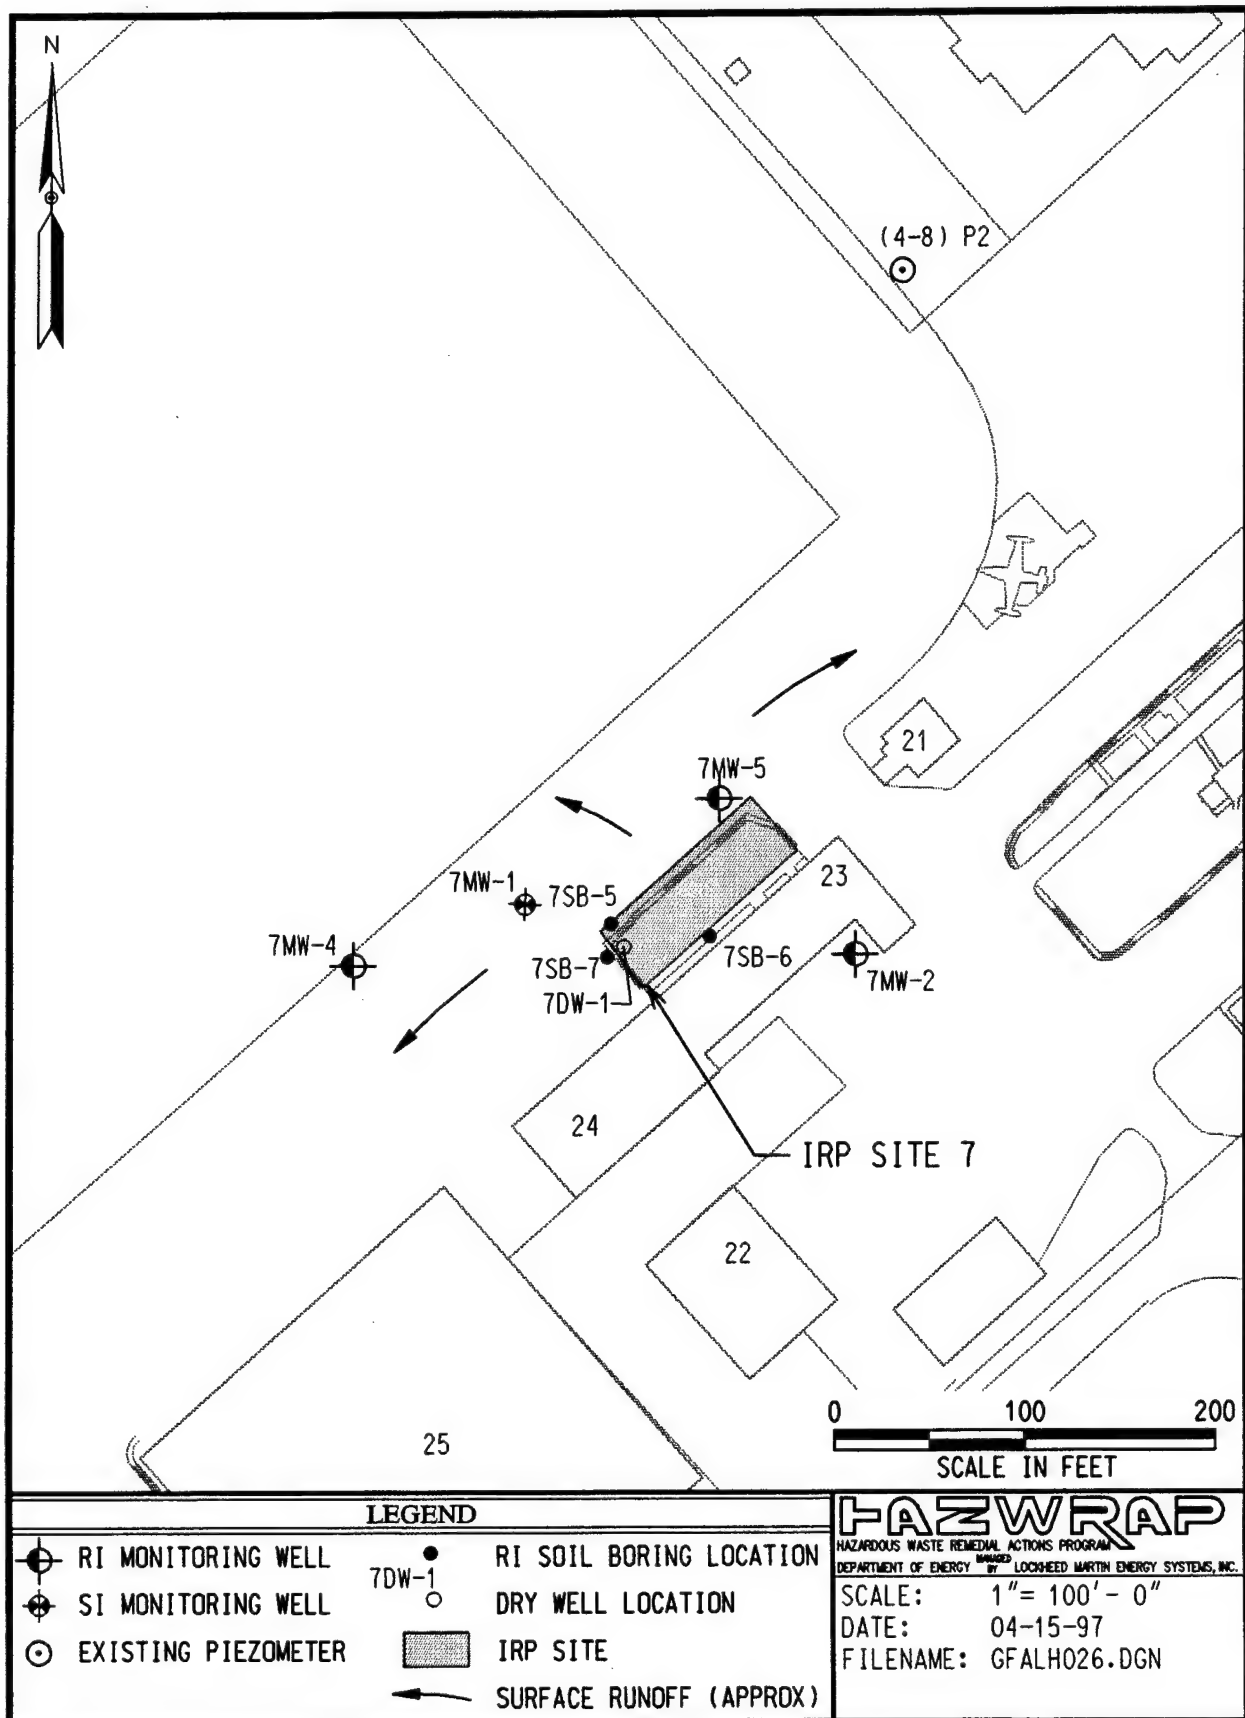 N
(4-8) P2
21
7MW-5
23
7MW-1
7SB-5
7MW-4
7SB-7
7SB-6
7MW-2
7DW-1
24
IRP SITE 7
22
25
0 100 200
SCALE IN FEET
LEGEND
RI MONITORING WELL
SI MONITORING WELL
EXISTING PIEZOMETER
RI SOIL BORING LOCATION
7DW-1
DRY WELL LOCATION
IRP SITE
SURFACE RUNOFF (APPROX)
HAZWRAP
HAZARDOUS WASTE REMEDIAL ACTIONS PROGRAM
DEPARTMENT OF ENERGY MANAGED BY LOCKHEED MARTIN ENERGY SYSTEMS, INC.
SCALE: 1"= 100'- 0"
DATE: 04-15-97
FILENAME: GFALH026.DGN